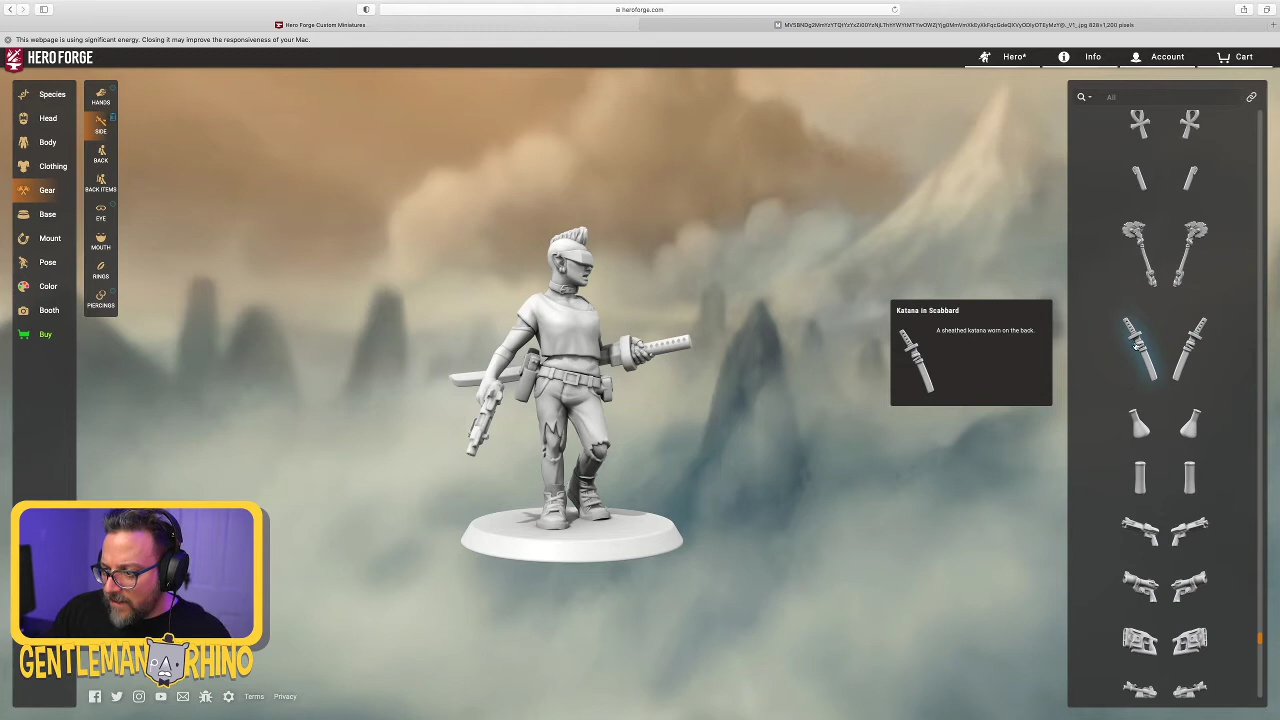 heroforge.com
Hero Forge Custom Miniatures
This webpage is using significant energy. Closing it may improve the responsiveness of your Mac.
HERO FORGE
Hero*
Info
Account
Cart
Species
Head
Body
Clothing
Gear
Base
Mount
Pose
Color
Booth
Buy
HANDS
SIDE
BACK
BACK ITEMS
EYE
MOUTH
RINGS
PIERCINGS
All
Katana in Scabbard
A sheathed katana worn on the back.
GENTLEMAN RHINO
Terms
Privacy